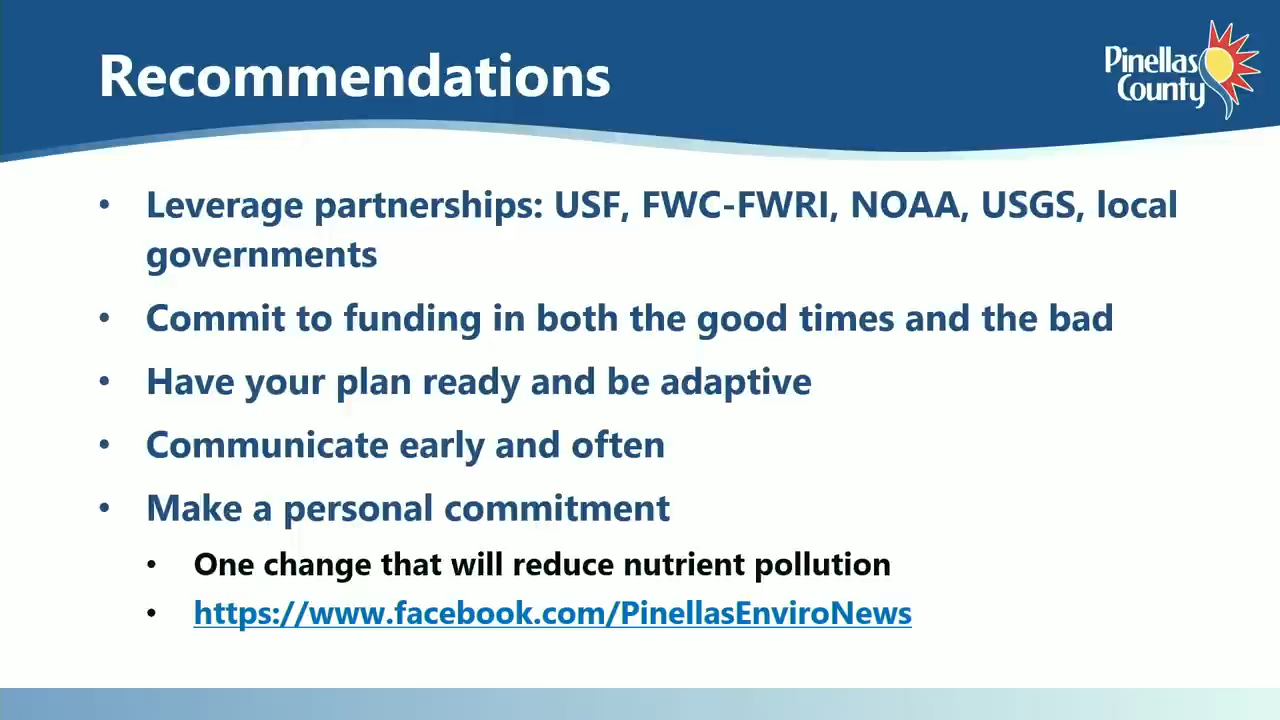 Recommendations
Pinellas
County
• Leverage partnerships: USF, FWC-FWRI, NOAA, USGS, local
governments
• Commit to funding in both the good times and the bad
• Have your plan ready and be adaptive
• Communicate early and often
• Make a personal commitment
• One change that will reduce nutrient pollution
• https://www.facebook.com/PinellasEnviroNews